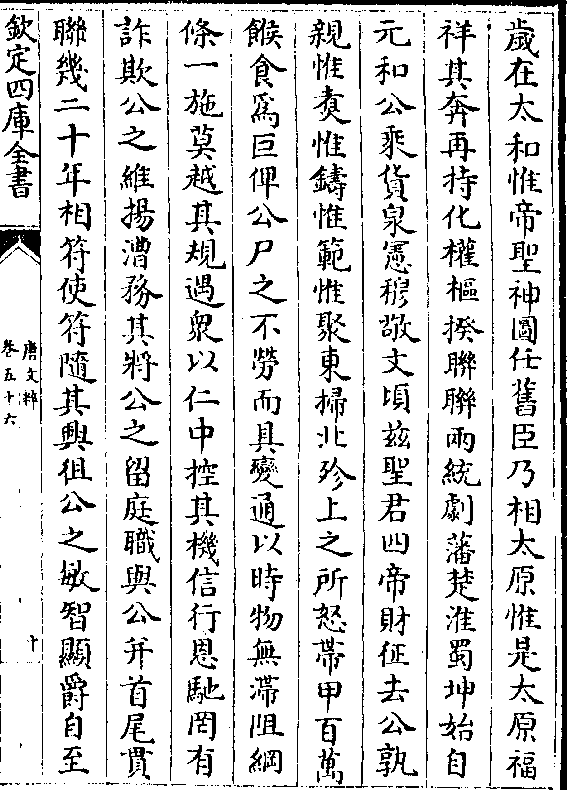 歲在太和惟帝聖神圖任舊臣乃相太原惟是太原福
祥其奔再持化權樞揆聯聯兩統劇藩楚淮蜀坤始自
元和公乘貨泉憲穆敬文頃茲聖君四帝財征去公孰
親惟賚惟鑄惟範惟聚東掃北殄上之所怒帶甲百萬
餱食為巨俾公尸之不勞而具變通以時物無滯阻綱
條一施莫越其規遇衆以仁中控其機信行恩馳罔有
詐欺公之維揚漕務其將公之留庭職與公并首尾貫
聯幾二十年相符使符隨其興徂公之敏智顯爵自至
欽定四庫全書
唐文粹
卷五十六
十